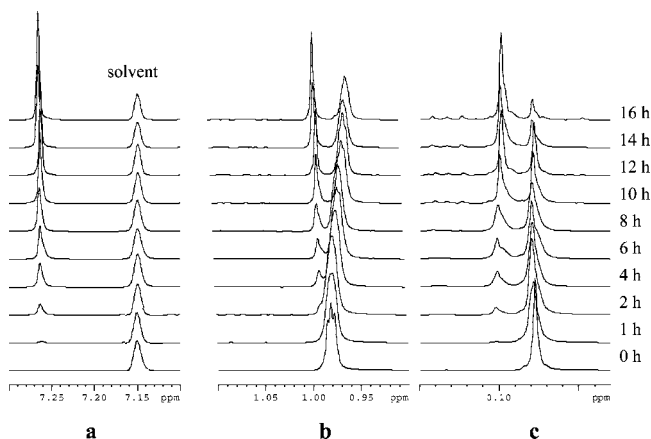 solvent
16 h
14 h
12 h
10 h
8 h
6 h
4 h
2 h
1 h
0 h
7.25 7.20 7.15 ppm
1.05 1.00 0.95 ppm
3.10 ppm
a b c